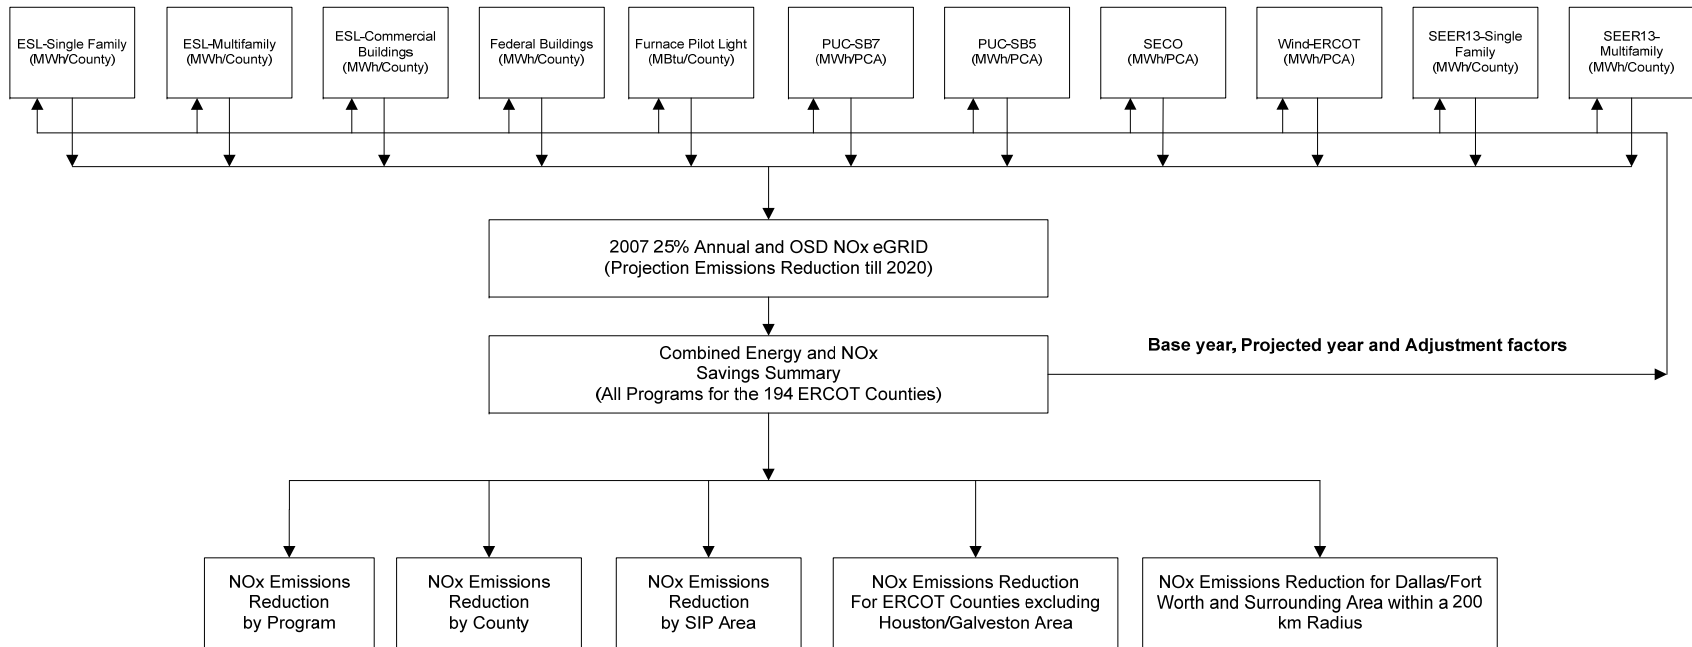 ESL-Single Family
(MWh/County)
ESL-Multifamily
(MWh/County)
ESL-Commercial
Buildings
(MWh/County)
Federal Buildings
(MWh/County)
Furnace Pilot Light
(MBtu/County)
PUC-SB7
(MWh/PCA)
PUC-SB5
(MWh/PCA)
SECO
(MWh/PCA)
Wind-ERCOT
(MWh/PCA)
SEER13-Single
Family
(MWh/County)
SEER13-
Multifamily
(MWh/County)
2007 25% Annual and OSD NOx eGRID
(Projection Emissions Reduction till 2020)
Combined Energy and NOx
Savings Summary
(All Programs for the 194 ERCOT Counties)
Base year, Projected year and Adjustment factors
NOx Emissions
Reduction
by Program
NOx Emissions
Reduction
by County
NOx Emissions
Reduction
by SIP Area
NOx Emissions Reduction
For ERCOT Counties excluding
Houston/Galveston Area
NOx Emissions Reduction for Dallas/Fort
Worth and Surrounding Area within a 200
km Radius